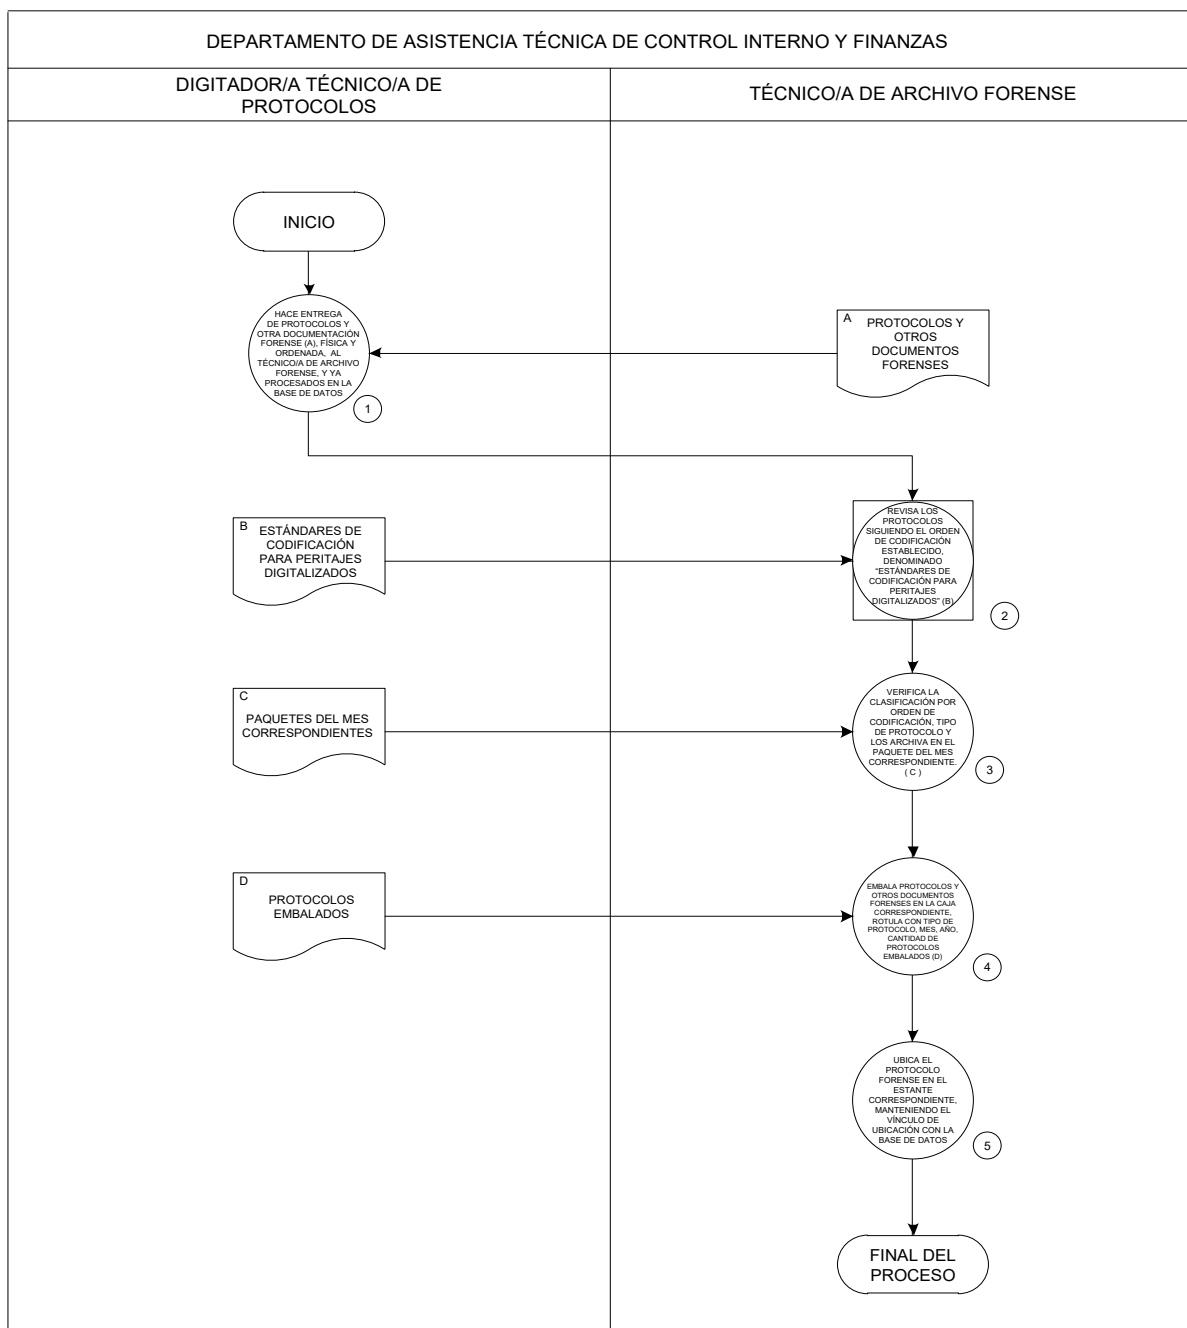 DEPARTAMENTO DE ASISTENCIA TÉCNICA DE CONTROL INTERNO Y FINANZAS
DIGITADOR/A TÉCNICO/A DE
PROTOCOLOS
TÉCNICO/A DE ARCHIVO FORENSE
INICIO
HACE ENTREGA
DE PROTOCOLOS Y
OTRA DOCUMENTACIÓN
FORENSE (A), FÍSICA Y
ORDENADA, AL
TÉCNICO/A DE ARCHIVO
FORENSE, Y YA
PROCESADOS EN LA
BASE DE DATOS
1
A
PROTOCOLOS Y
OTROS
DOCUMENTOS
FORENSES
B
ESTÁNDARES DE
CODIFICACIÓN
PARA PERITAJES
DIGITALIZADOS
REVISA LOS
PROTOCOLOS
SIGUIENDO EL ORDEN
DE CODIFICACIÓN
ESTABLECIDO,
DENOMINADO
“ESTÁNDARES DE
CODIFICACIÓN PARA
PERITAJES
DIGITALIZADOS” (B)
2
C
PAQUETES DEL MES
CORRESPONDIENTES
VERIFICA LA
CLASIFICACIÓN POR
ORDEN DE
CODIFICACIÓN, TIPO
DE PROTOCOLO Y
LOS ARCHIVA EN EL
PAQUETE DEL MES
CORRESPONDIENTE.
( C )
3
D
PROTOCOLOS
EMBALADOS
EMBALA PROTOCOLOS Y
OTROS DOCUMENTOS
FORENSES EN LA CAJA
CORRESPONDIENTE,
ROTULA CON TIPO DE
PROTOCOLO, MES, AÑO,
CANTIDAD DE
PROTOCOLOS
EMBALADOS (D)
4
UBICA EL
PROTOCOLO
FORENSE EN EL
ESTANTE
CORRESPONDIENTE,
MANTENIENDO EL
VÍNCULO DE
UBICACIÓN CON LA
BASE DE DATOS
5
FINAL DEL
PROCESO